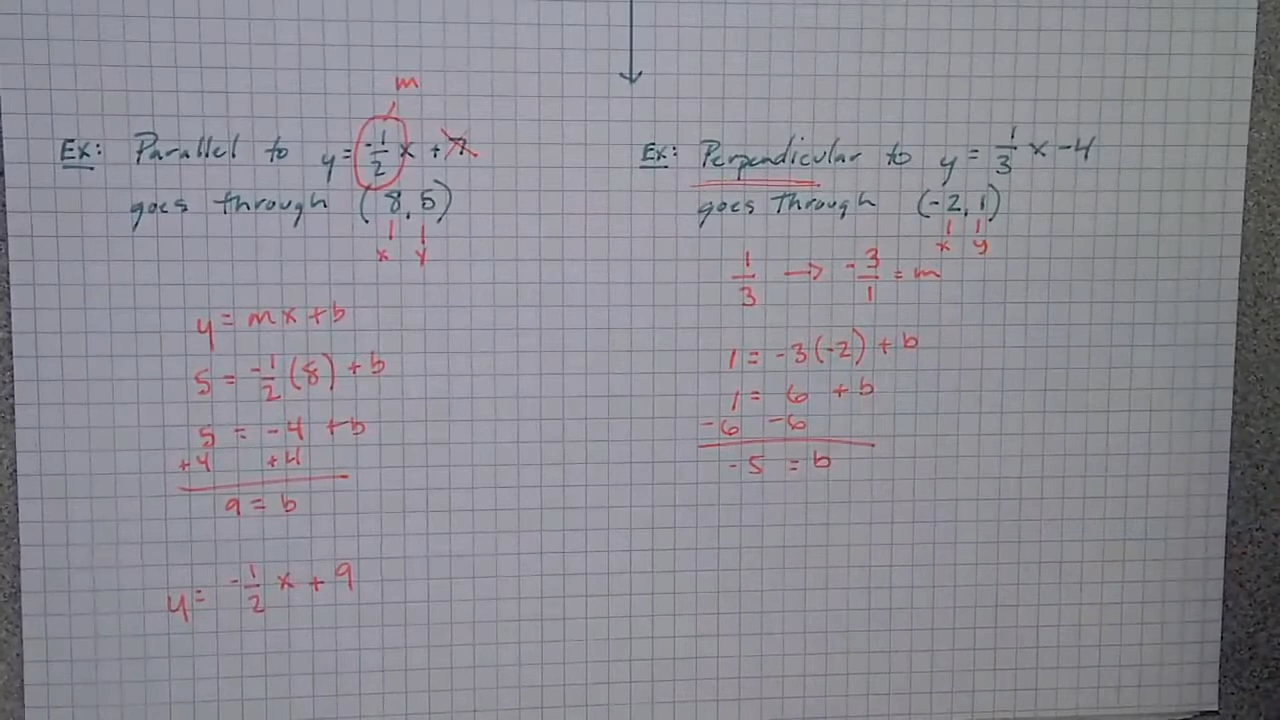 m
Ex: Parallel to y = -1/2 x + 7
goes through (8, 5)
x y
y = mx + b
5 = -1/2 (8) + b
5 = -4 + b
+4 +4
9 = b
y = -1/2 x + 9
Ex: Perpendicular to y = 1/3 x - 4
goes through (-2, 1)
x y
1/3 → -3/1 = m
1 = -3(-2) + b
1 = 6 + b
-6 -6
-5 = b